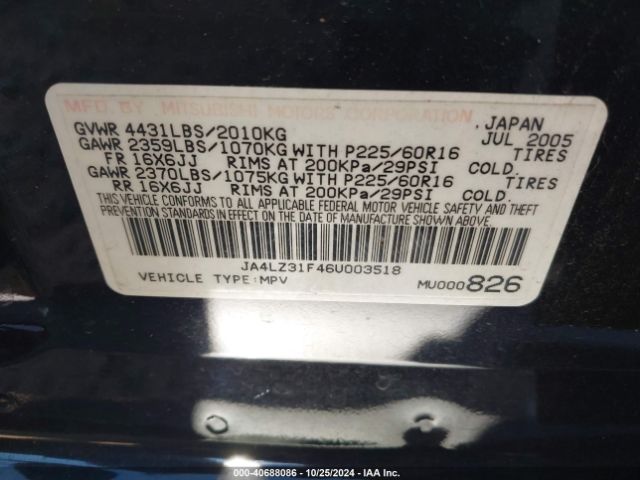 MFD. BY MITSUBISHI MOTORS CORPORATION
GVWR 4431LBS/2010KG JAPAN
JUL 2005
GAWR 2359LBS/1070KG WITH P225/60R16 TIRES
FR 16X6JJ RIMS AT 200KPa/29PSI COLD.
GAWR 2370LBS/1075KG WITH P225/60R16 TIRES
RR 16X6JJ RIMS AT 200KPa/29PSI COLD.
THIS VEHICLE CONFORMS TO ALL APPLICABLE FEDERAL MOTOR VEHICLE SAFETY AND THEFT
PREVENTION STANDARDS IN EFFECT ON THE DATE OF MANUFACTURE SHOWN ABOVE.
JA4LZ31F46U003518
VEHICLE TYPE:MPV MU000826
000-40688086 - 10/25/2024 - IAA Inc.